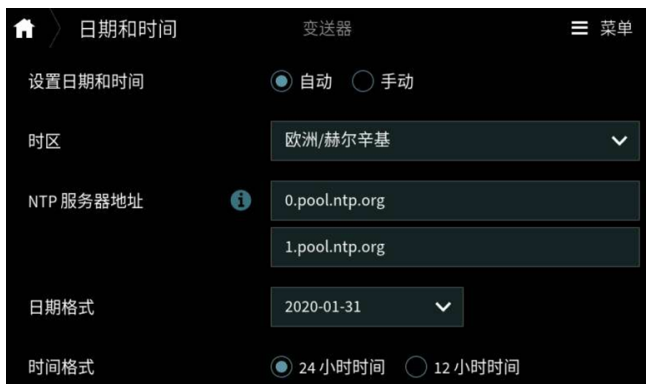 日期和时间 变送器 菜单
设置日期和时间 自动 手动
时区 欧洲/赫尔辛基
NTP 服务器地址 0.pool.ntp.org
1.pool.ntp.org
日期格式 2020-01-31
时间格式 24 小时时间 12 小时时间